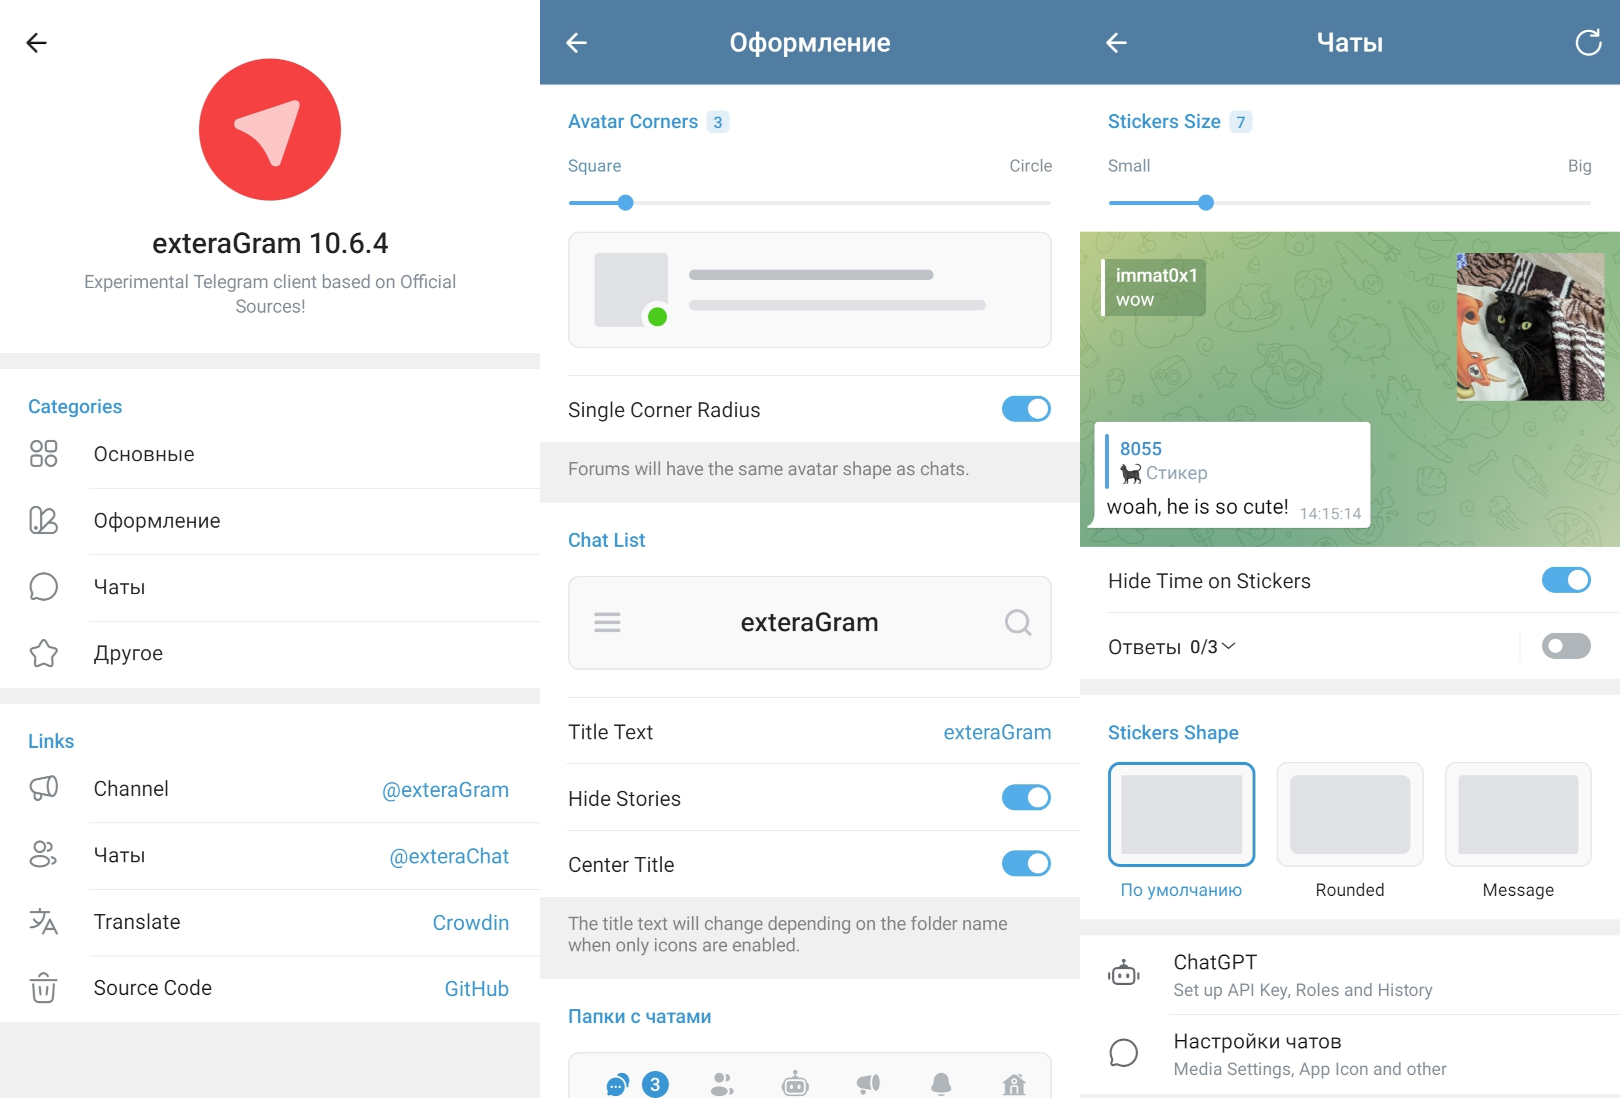 exteraGram 10.6.4
Experimental Telegram client based on Official
Sources!
Categories
Основные
Оформление
Чаты
Другое
Links
Channel @exteraGram
Чаты @exteraChat
Translate Crowdin
Source Code GitHub
Оформление
Avatar Corners 3
Square Circle
Single Corner Radius
Forums will have the same avatar shape as chats.
Chat List
exteraGram
Title Text exteraGram
Hide Stories
Center Title
The title text will change depending on the folder name
when only icons are enabled.
Папки с чатами
3
Чаты
Stickers Size 7
Small Big
immat0x1
wow
8055
Стикер
woah, he is so cute! 14:15:14
Hide Time on Stickers
Ответы 0/3
Stickers Shape
По умолчанию Rounded Message
ChatGPT
Set up API Key, Roles and History
Настройки чатов
Media Settings, App Icon and other